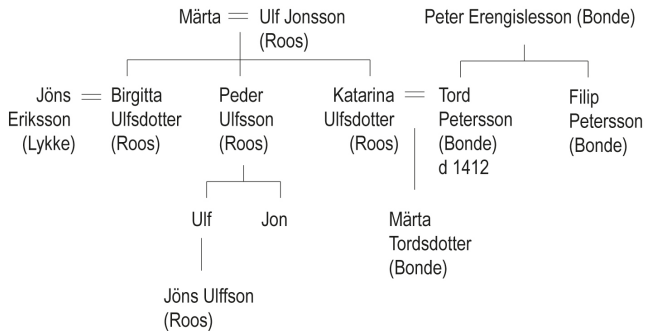 Märta = Ulf Jonsson
(Roos)
Peter Erengislesson (Bonde)
Jöns
Eriksson
(Lykke)
=
Birgitta
Ulfsdotter
(Roos)
Peder
Ulfsson
(Roos)
Katarina
Ulfsdotter
(Roos)
=
Tord
Petersson
(Bonde)
d 1412
Filip
Petersson
(Bonde)
Ulf
Jon
Märta
Tordsdotter
(Bonde)
Jöns Ulffson
(Roos)